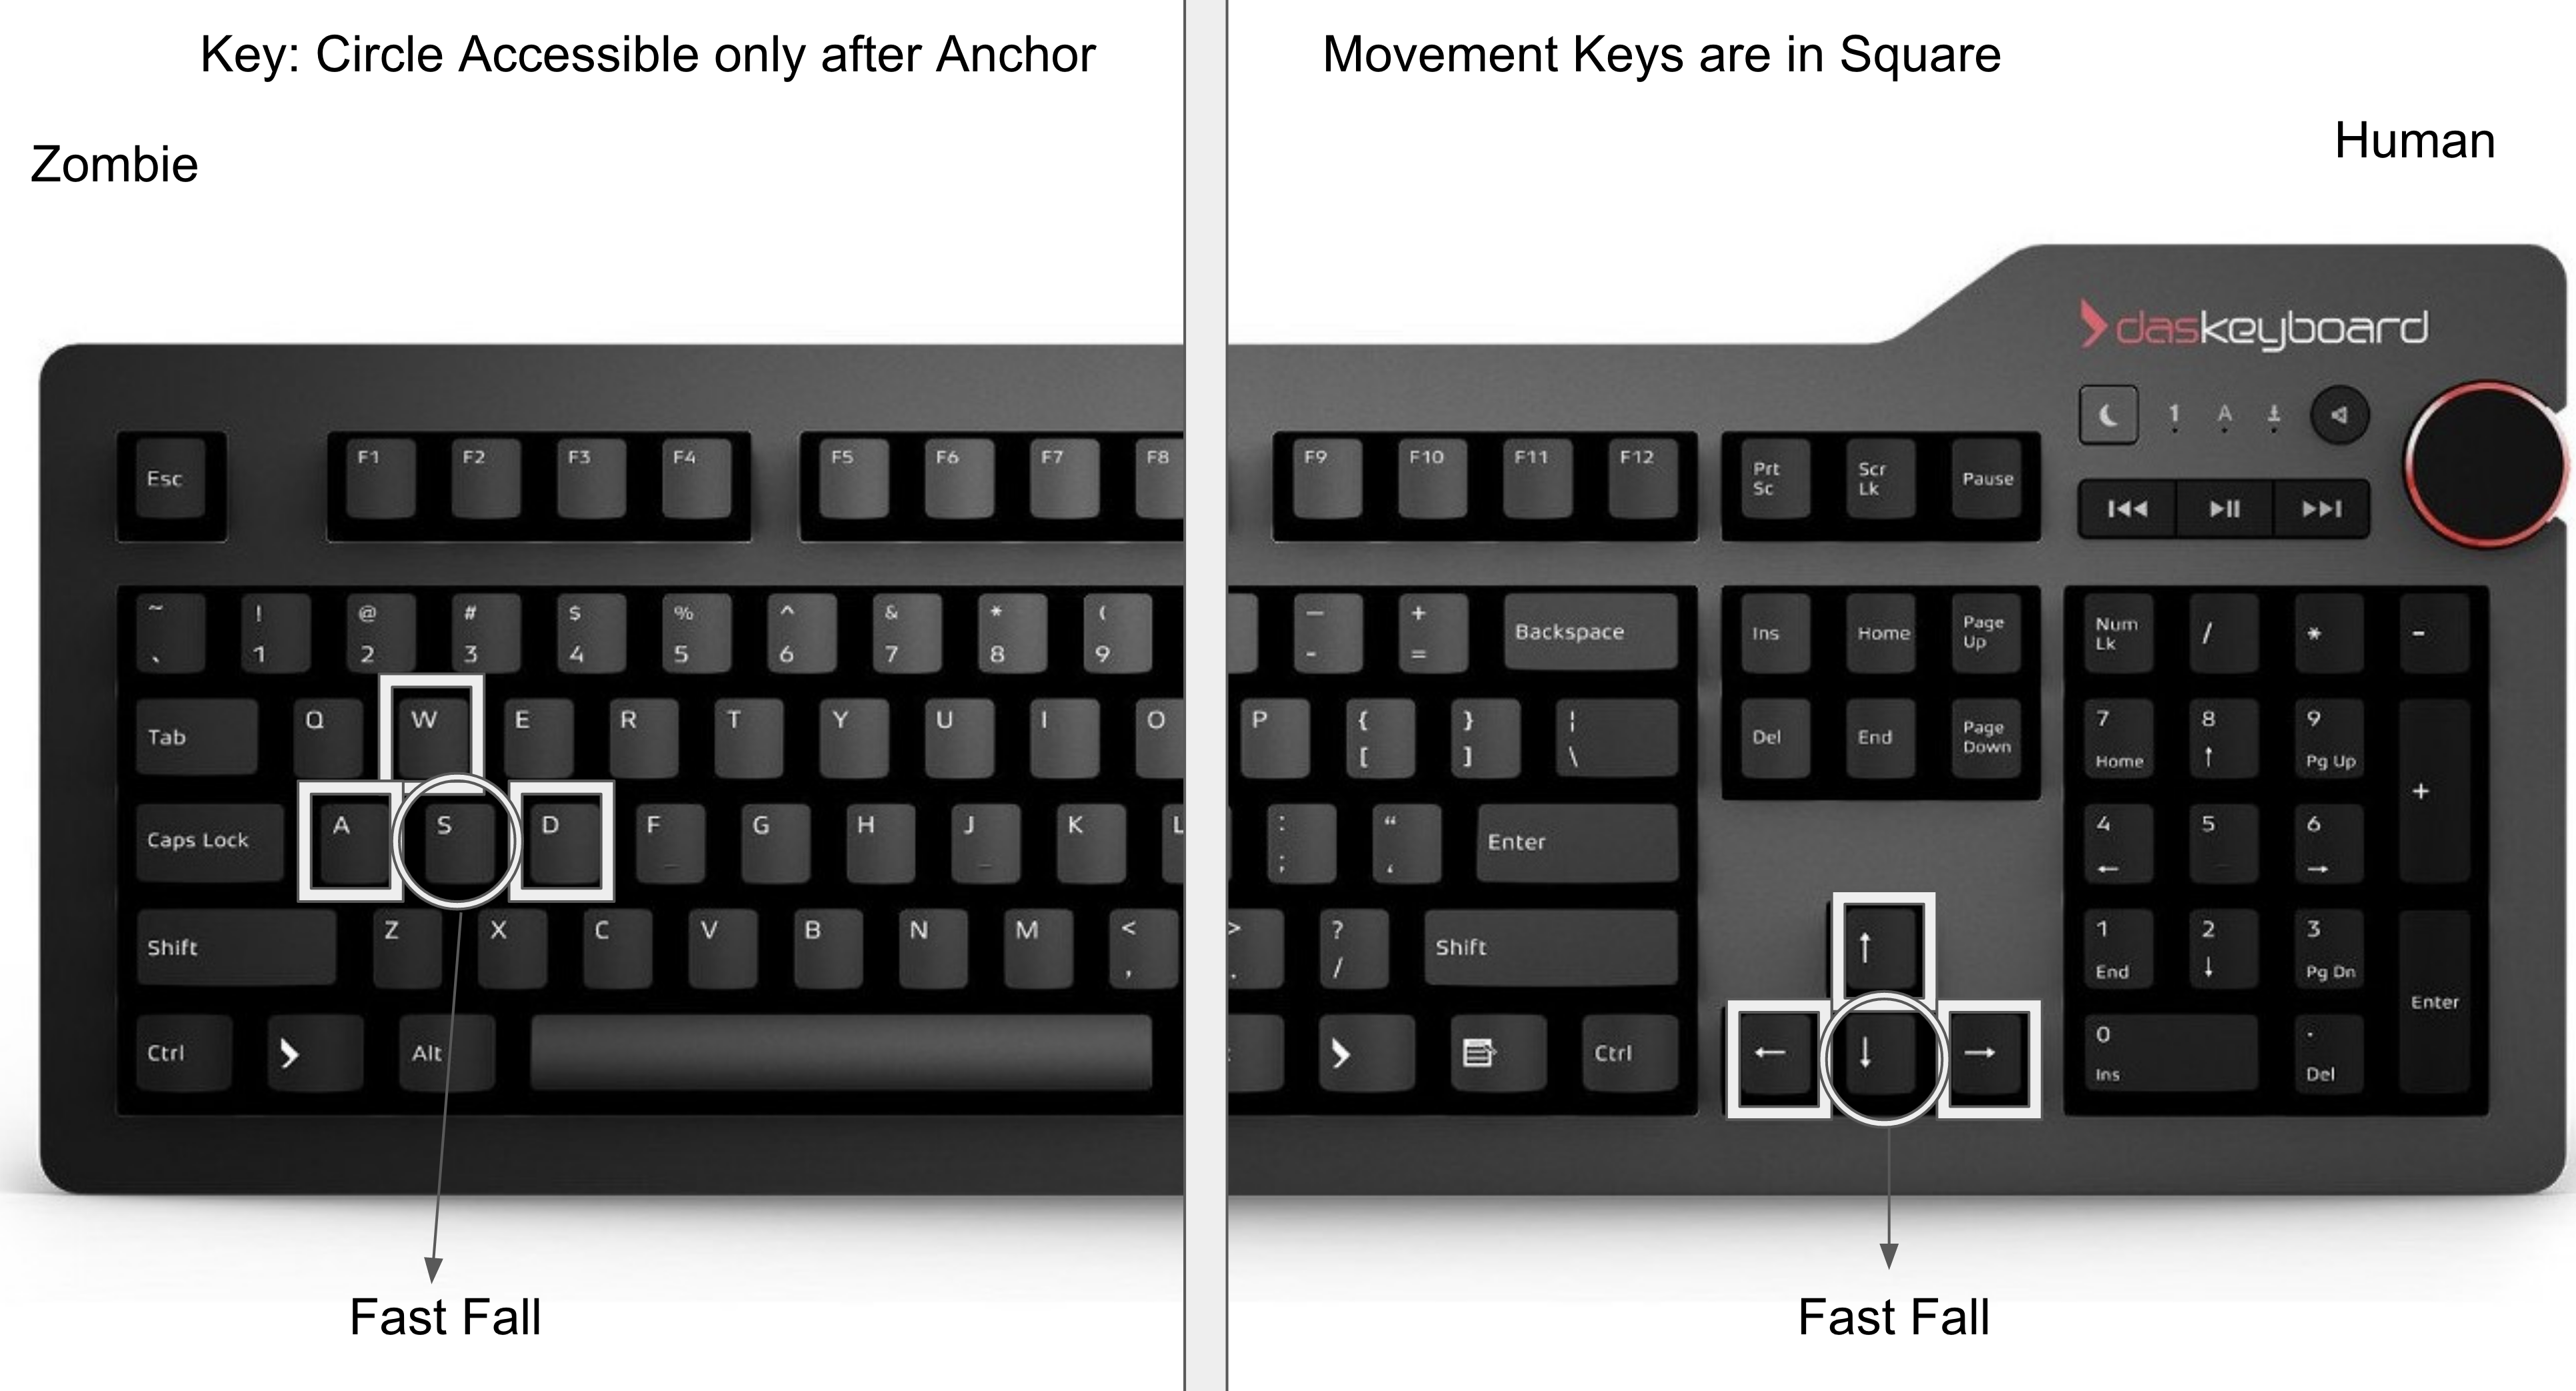 Key: Circle Accessible only after Anchor
Movement Keys are in Square
Zombie
Human
daskeyboard
Esc F1 F2 F3 F4 F5 F6 F7 F8
F9 F10 F11 F12 Prt Sc Scr Lk Pause
1 A
~ ` ! 1 @ 2 # 3 $ 4 % 5 ^ 6 & 7 * 8 ( 9
— - + = Backspace Ins Home Page Up Num Lk / * -
Tab Q W E R T Y U I O
P { [ } ] ¦ \ Del End Page Down 7 Home 8 ↑ 9 Pg Up +
Caps Lock A S D F G H J K L
: ; “ ‘ Enter 4 ← 5 6 →
Shift Z X C V B N M < ,
> . ? / Shift ↑ 1 End 2 ↓ 3 Pg Dn Enter
Ctrl Alt
Ctrl ← ↓ → 0 Ins . Del
Fast Fall
Fast Fall